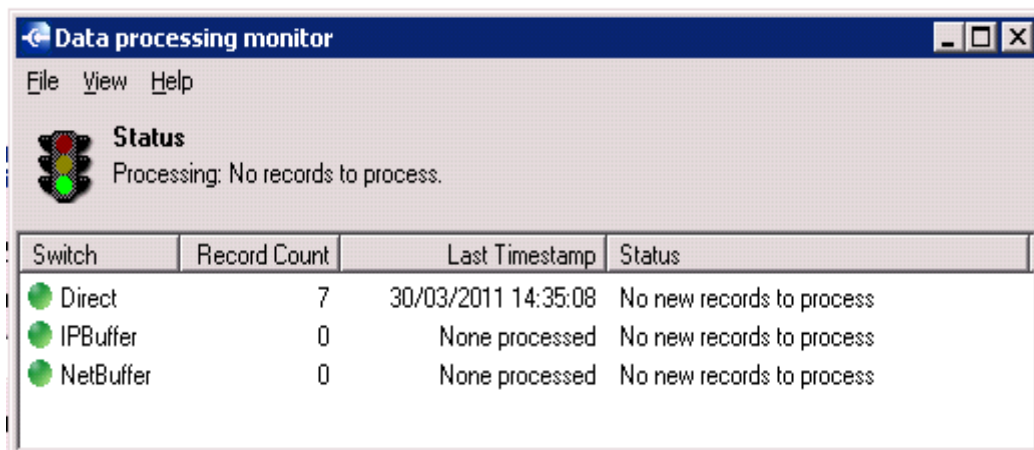 Data processing monitor
File View Help
Status
Processing: No records to process.
Switch Record Count Last Timestamp Status
Direct 7 30/03/2011 14:35:08 No new records to process
IPBuffer 0 None processed No new records to process
NetBuffer 0 None processed No new records to process